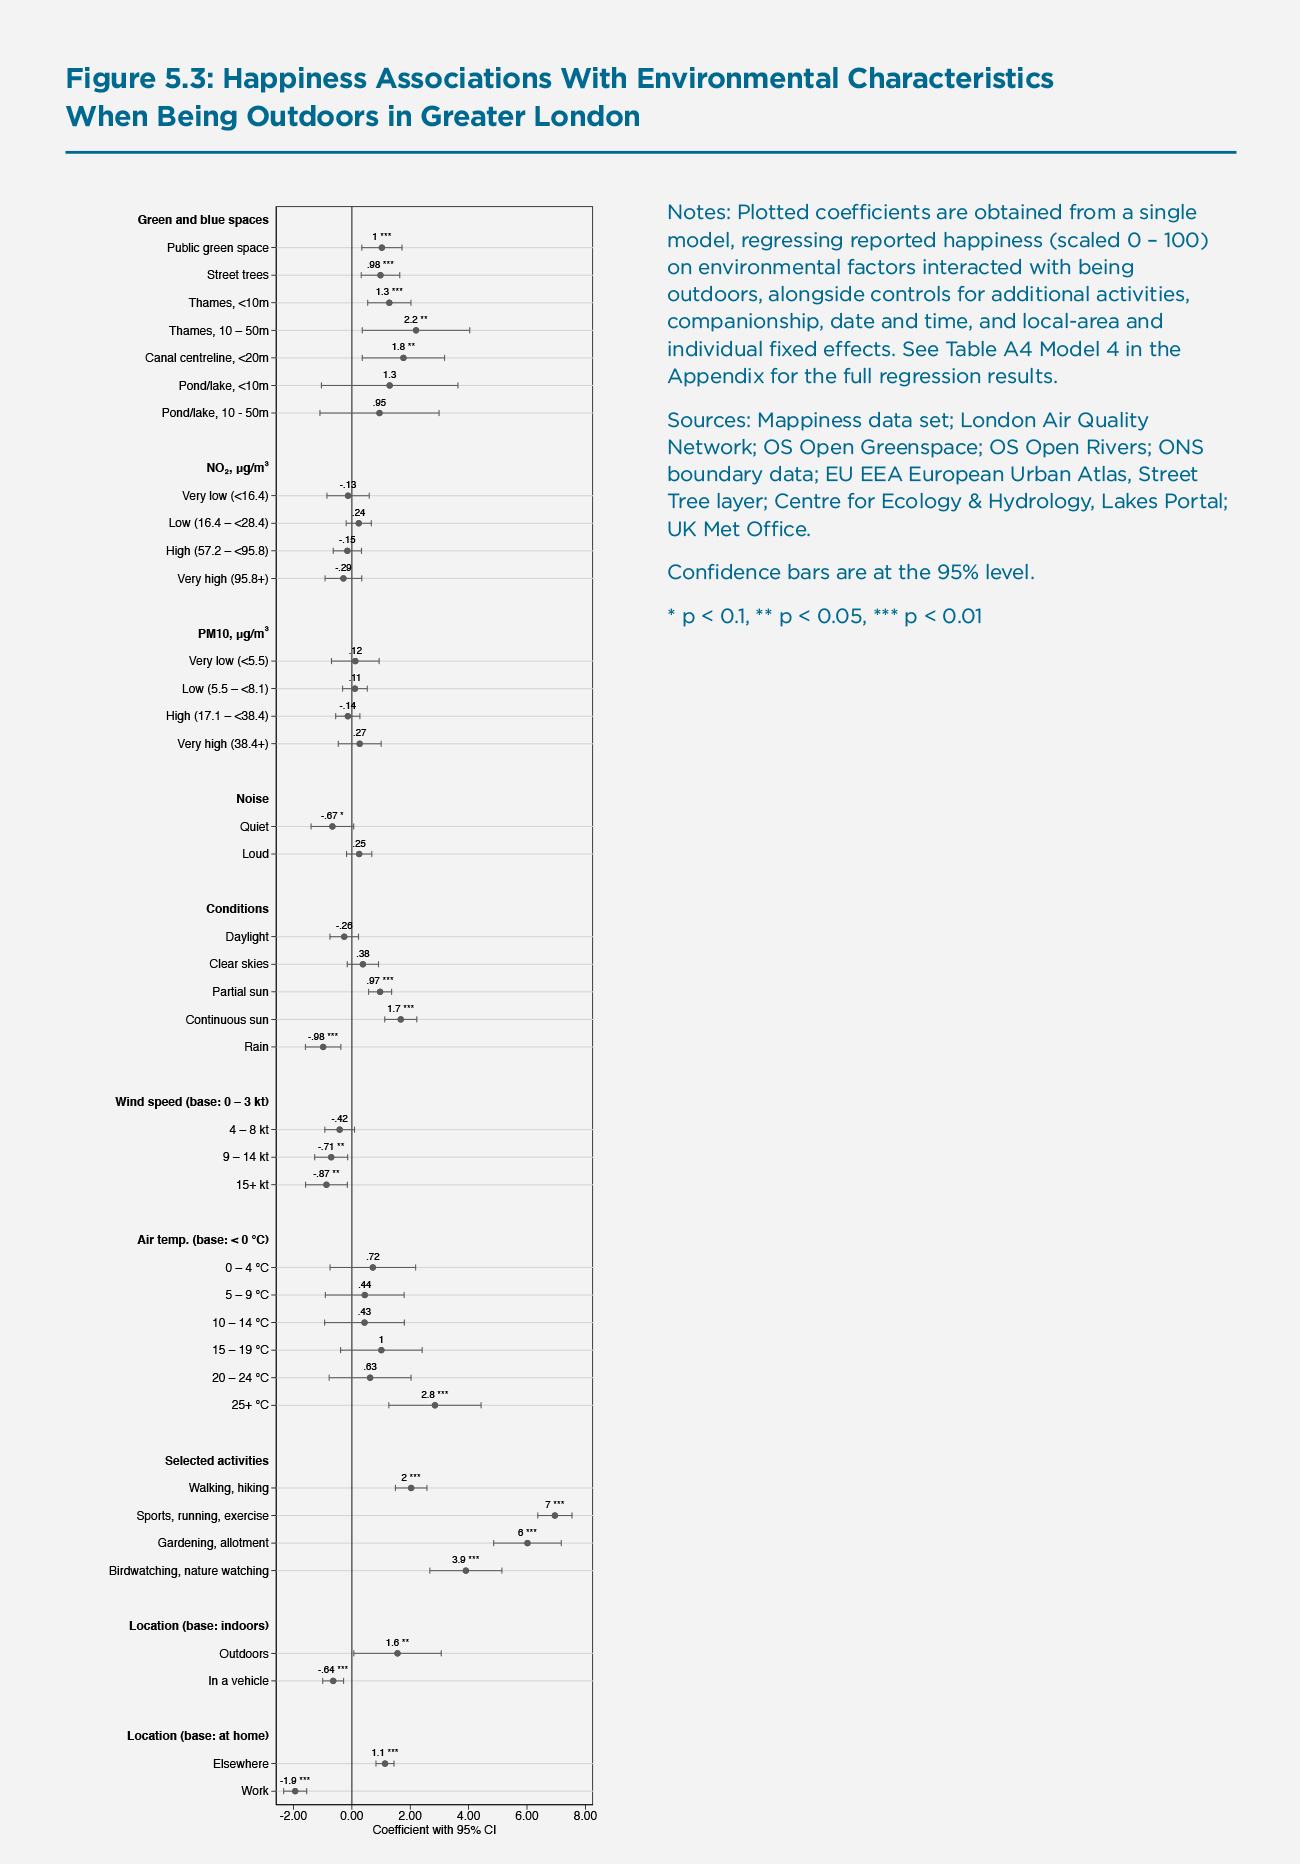 Figure 5.3: Happiness Associations With Environmental Characteristics
When Being Outdoors in Greater London
Green and blue spaces
Public green space
1 ***
Street trees
.98 ***
Thames, <10m
1.3 ***
Thames, 10 – 50m
2.2 **
Canal centreline, <20m
1.8 **
Pond/lake, <10m
1.3
Pond/lake, 10 - 50m
.95
NO₂, µg/m³
Very low (<16.4)
-.13
Low (16.4 – <28.4)
.24
High (57.2 – <95.8)
-.15
Very high (95.8+)
-.29
PM10, µg/m³
Very low (<5.5)
.12
Low (5.5 – <8.1)
.11
High (17.1 – <38.4)
-.14
Very high (38.4+)
.27
Noise
Quiet
-.67 *
Loud
.25
Conditions
Daylight
-.26
Clear skies
.38
Partial sun
.97 ***
Continuous sun
1.7 ***
Rain
-.98 ***
Wind speed (base: 0 – 3 kt)
4 – 8 kt
-.42
9 – 14 kt
-.71 **
15+ kt
-.87 **
Air temp. (base: < 0 °C)
0 – 4 °C
.72
5 – 9 °C
.44
10 – 14 °C
.43
15 – 19 °C
1
20 – 24 °C
.63
25+ °C
2.8 ***
Selected activities
Walking, hiking
2 ***
Sports, running, exercise
7 ***
Gardening, allotment
6 ***
Birdwatching, nature watching
3.9 ***
Location (base: indoors)
Outdoors
1.6 **
In a vehicle
-.64 ***
Location (base: at home)
Elsewhere
1.1 ***
Work
-1.9 ***
-2.00 0.00 2.00 4.00 6.00 8.00
Coefficient with 95% CI
Notes: Plotted coefficients are obtained from a single
model, regressing reported happiness (scaled 0 – 100)
on environmental factors interacted with being
outdoors, alongside controls for additional activities,
companionship, date and time, and local-area and
individual fixed effects. See Table A4 Model 4 in the
Appendix for the full regression results.
Sources: Mappiness data set; London Air Quality
Network; OS Open Greenspace; OS Open Rivers; ONS
boundary data; EU EEA European Urban Atlas, Street
Tree layer; Centre for Ecology & Hydrology, Lakes Portal;
UK Met Office.
Confidence bars are at the 95% level.
* p < 0.1, ** p < 0.05, *** p < 0.01